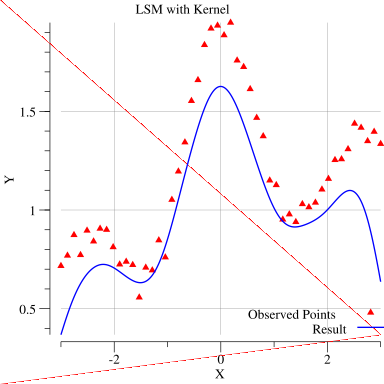 LSM with Kernel
1.5
1
0.5
Y
Observed Points
Result
-2
0
2
X